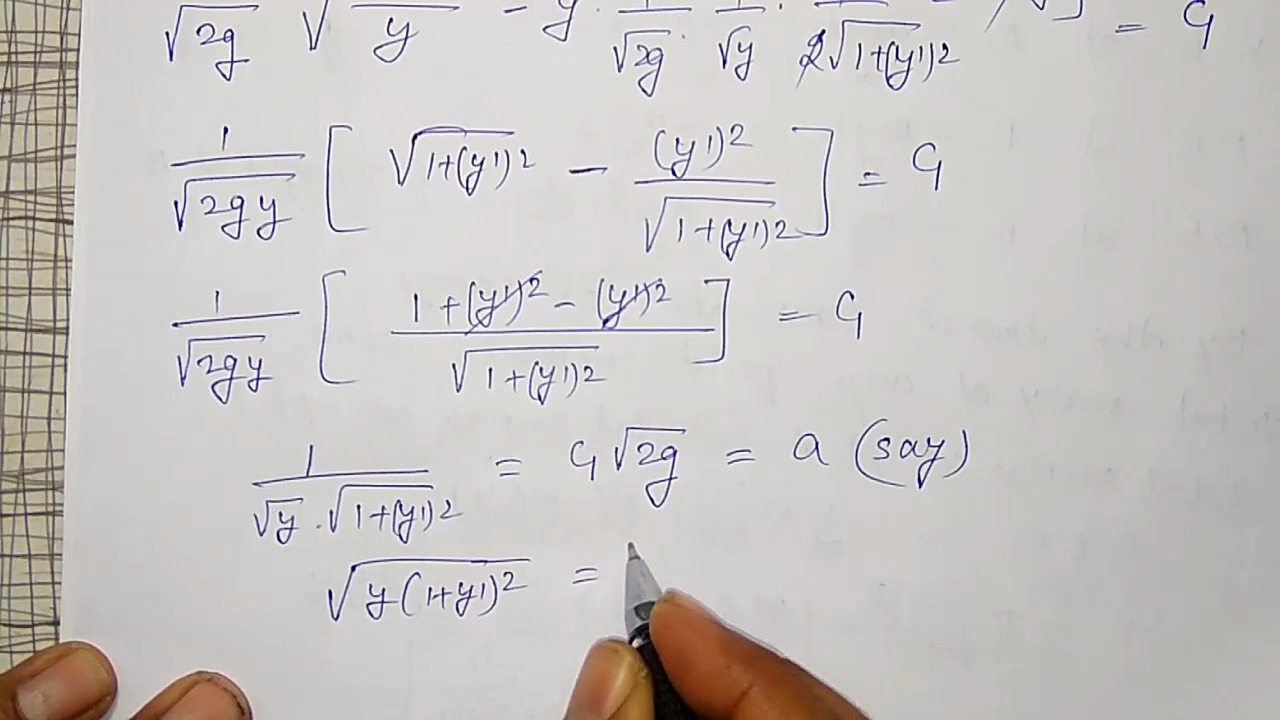 √2g √ y - y' · 1/√2g · 1/√y · 1/2√1+(y')2 = C1
1/√2gy [ √1+(y')2 - (y')2/√1+(y')2 ] = C1
1/√2gy [ 1+(y')2 - (y')2 / √1+(y')2 ] = C1
1/√y · √1+(y')2 = C1√2g = a (say)
√y(1+y')2 =